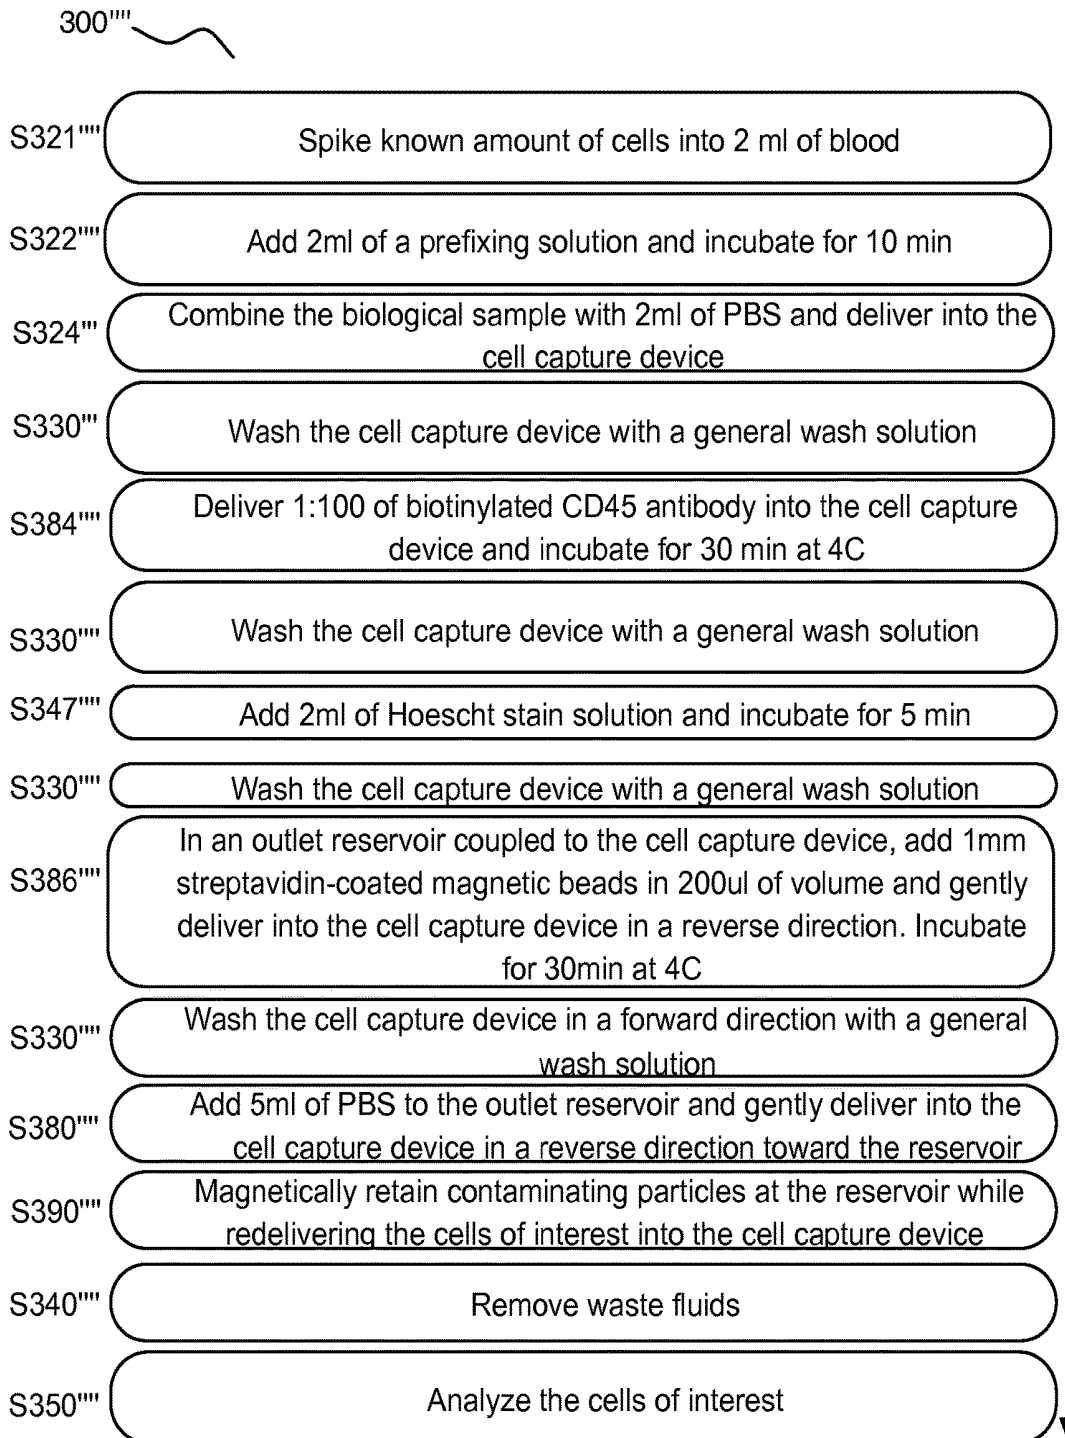 300""
S321"" Spike known amount of cells into 2 ml of blood
S322"" Add 2ml of a prefixing solution and incubate for 10 min
S324''' Combine the biological sample with 2ml of PBS and deliver into the
cell capture device
S330''' Wash the cell capture device with a general wash solution
S384"" Deliver 1:100 of biotinylated CD45 antibody into the cell capture
device and incubate for 30 min at 4C
S330"" Wash the cell capture device with a general wash solution
S347"" Add 2ml of Hoescht stain solution and incubate for 5 min
S330"" Wash the cell capture device with a general wash solution
S386"" In an outlet reservoir coupled to the cell capture device, add 1mm
streptavidin-coated magnetic beads in 200ul of volume and gently
deliver into the cell capture device in a reverse direction. Incubate
for 30min at 4C
S330"" Wash the cell capture device in a forward direction with a general
wash solution
S380"" Add 5ml of PBS to the outlet reservoir and gently deliver into the
cell capture device in a reverse direction toward the reservoir
S390"" Magnetically retain contaminating particles at the reservoir while
redelivering the cells of interest into the cell capture device
S340"" Remove waste fluids
S350"" Analyze the cells of interest